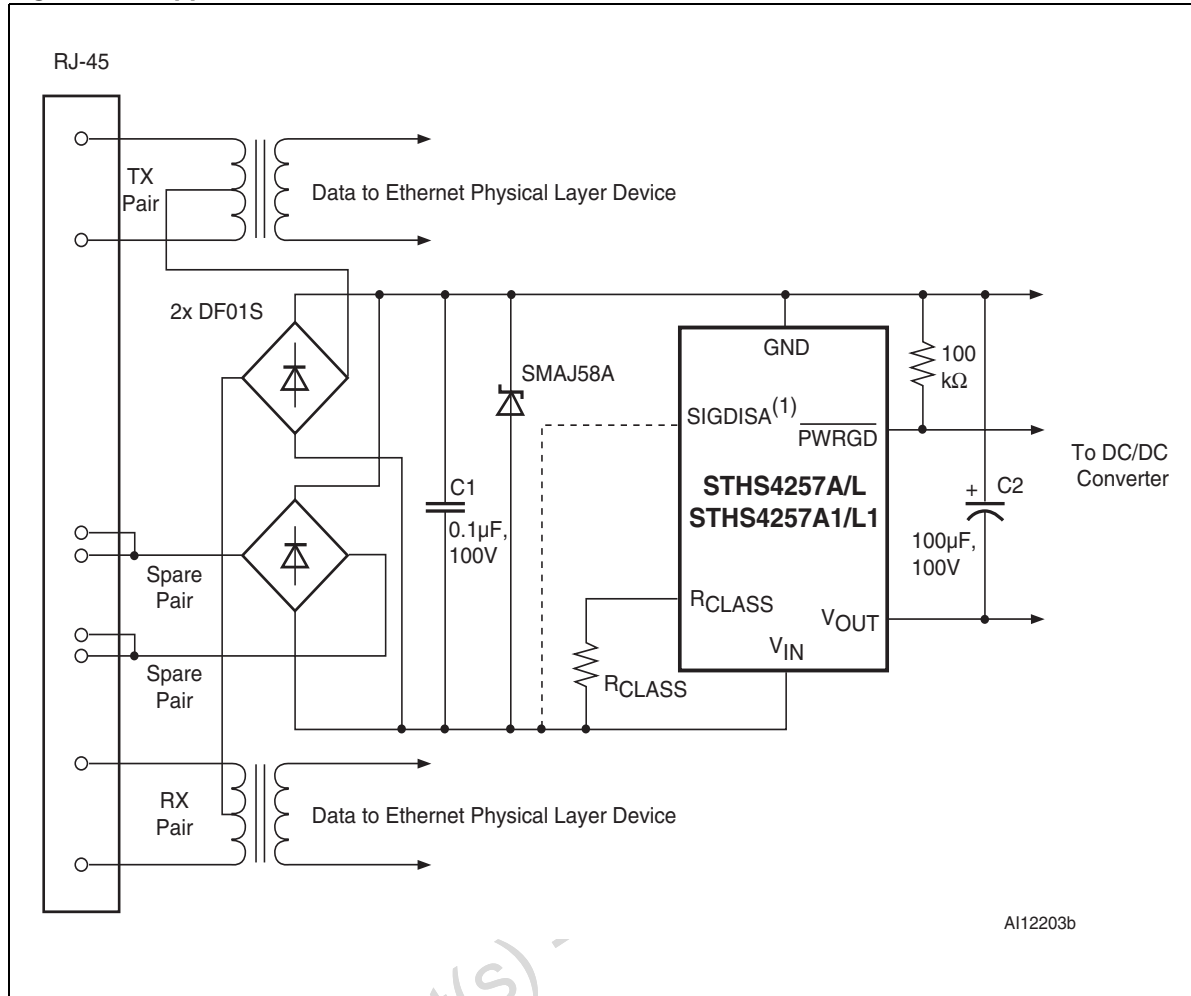 RJ-45
TX
Pair
Data to Ethernet Physical Layer Device
2x DF01S
GND
100
kΩ
SMAJ58A
SIGDISA(1)
PWRGD
To DC/DC
Converter
STHS4257A/L
STHS4257A1/L1
C1
0.1µF,
100V
+ C2
100µF,
100V
Spare
Pair
RCLASS
VOUT
VIN
Spare
Pair
RCLASS
RX
Pair
Data to Ethernet Physical Layer Device
AI12203b